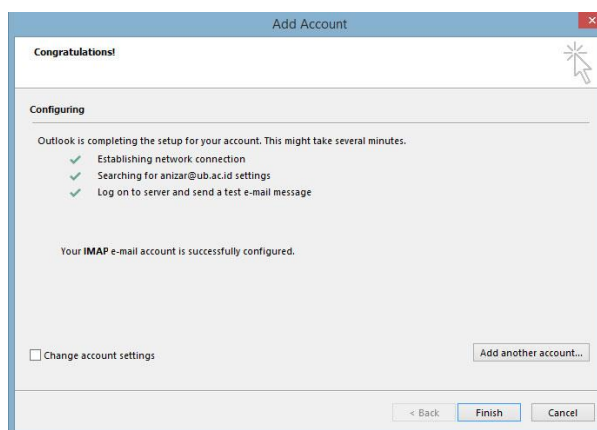 Add Account
Congratulations!
Configuring
Outlook is completing the setup for your account. This might take several minutes.
Establishing network connection
Searching for anizar@ub.ac.id settings
Log on to server and send a test e-mail message
Your IMAP e-mail account is successfully configured.
Change account settings
Add another account...
< Back
Finish
Cancel